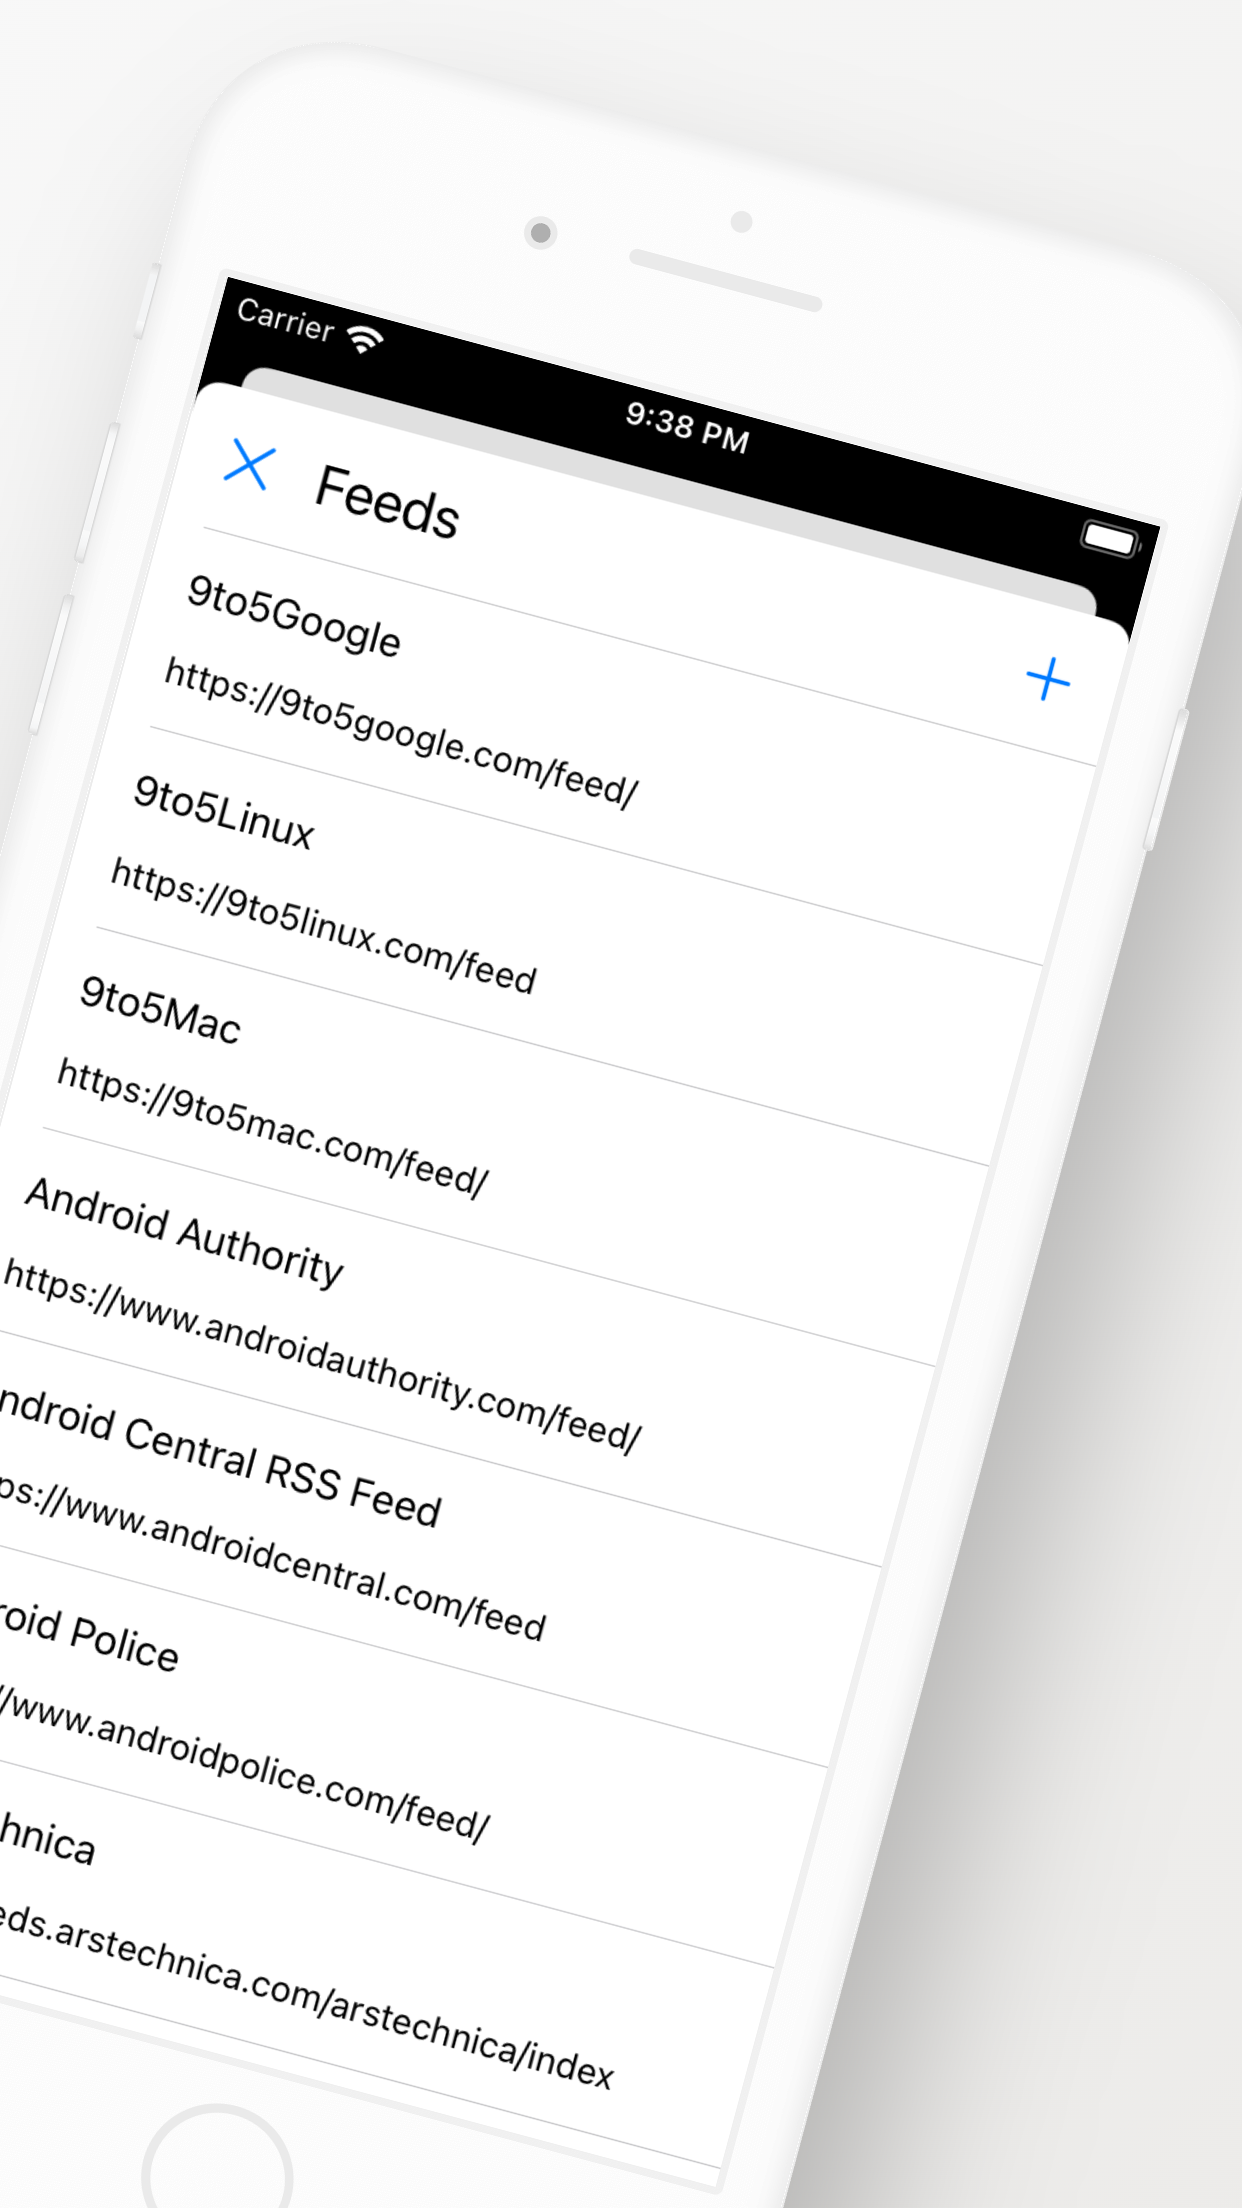 Carrier
9:38 PM
Feeds
9to5Google
https://9to5google.com/feed/
9to5Linux
https://9to5linux.com/feed
9to5Mac
https://9to5mac.com/feed/
Android Authority
https://www.androidauthority.com/feed/
ndroid Central RSS Feed
ps://www.androidcentral.com/feed
roid Police
//www.androidpolice.com/feed/
hnica
eds.arstechnica.com/arstechnica/index